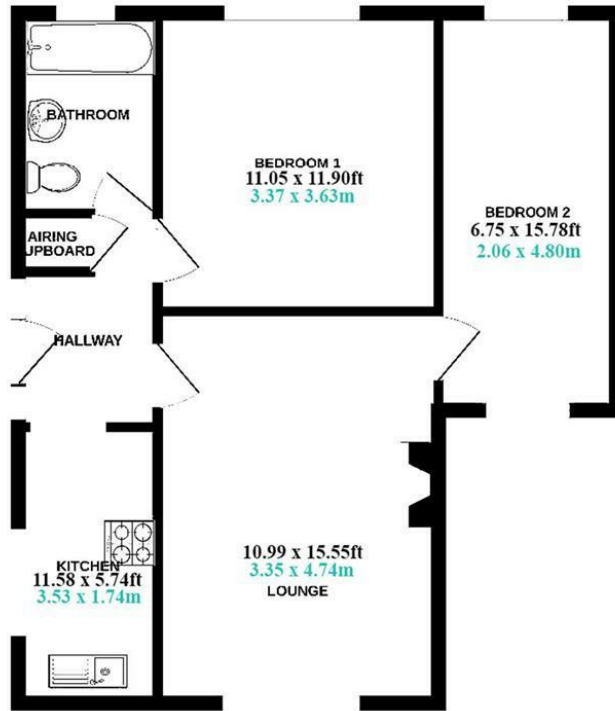 BATHROOM
BEDROOM 1
11.05 x 11.90ft
3.37 x 3.63m
BEDROOM 2
6.75 x 15.78ft
2.06 x 4.80m
AIRING
UPBOARD
HALLWAY
KITCHEN
11.58 x 5.74ft
3.53 x 1.74m
10.99 x 15.55ft
3.35 x 4.74m
LOUNGE